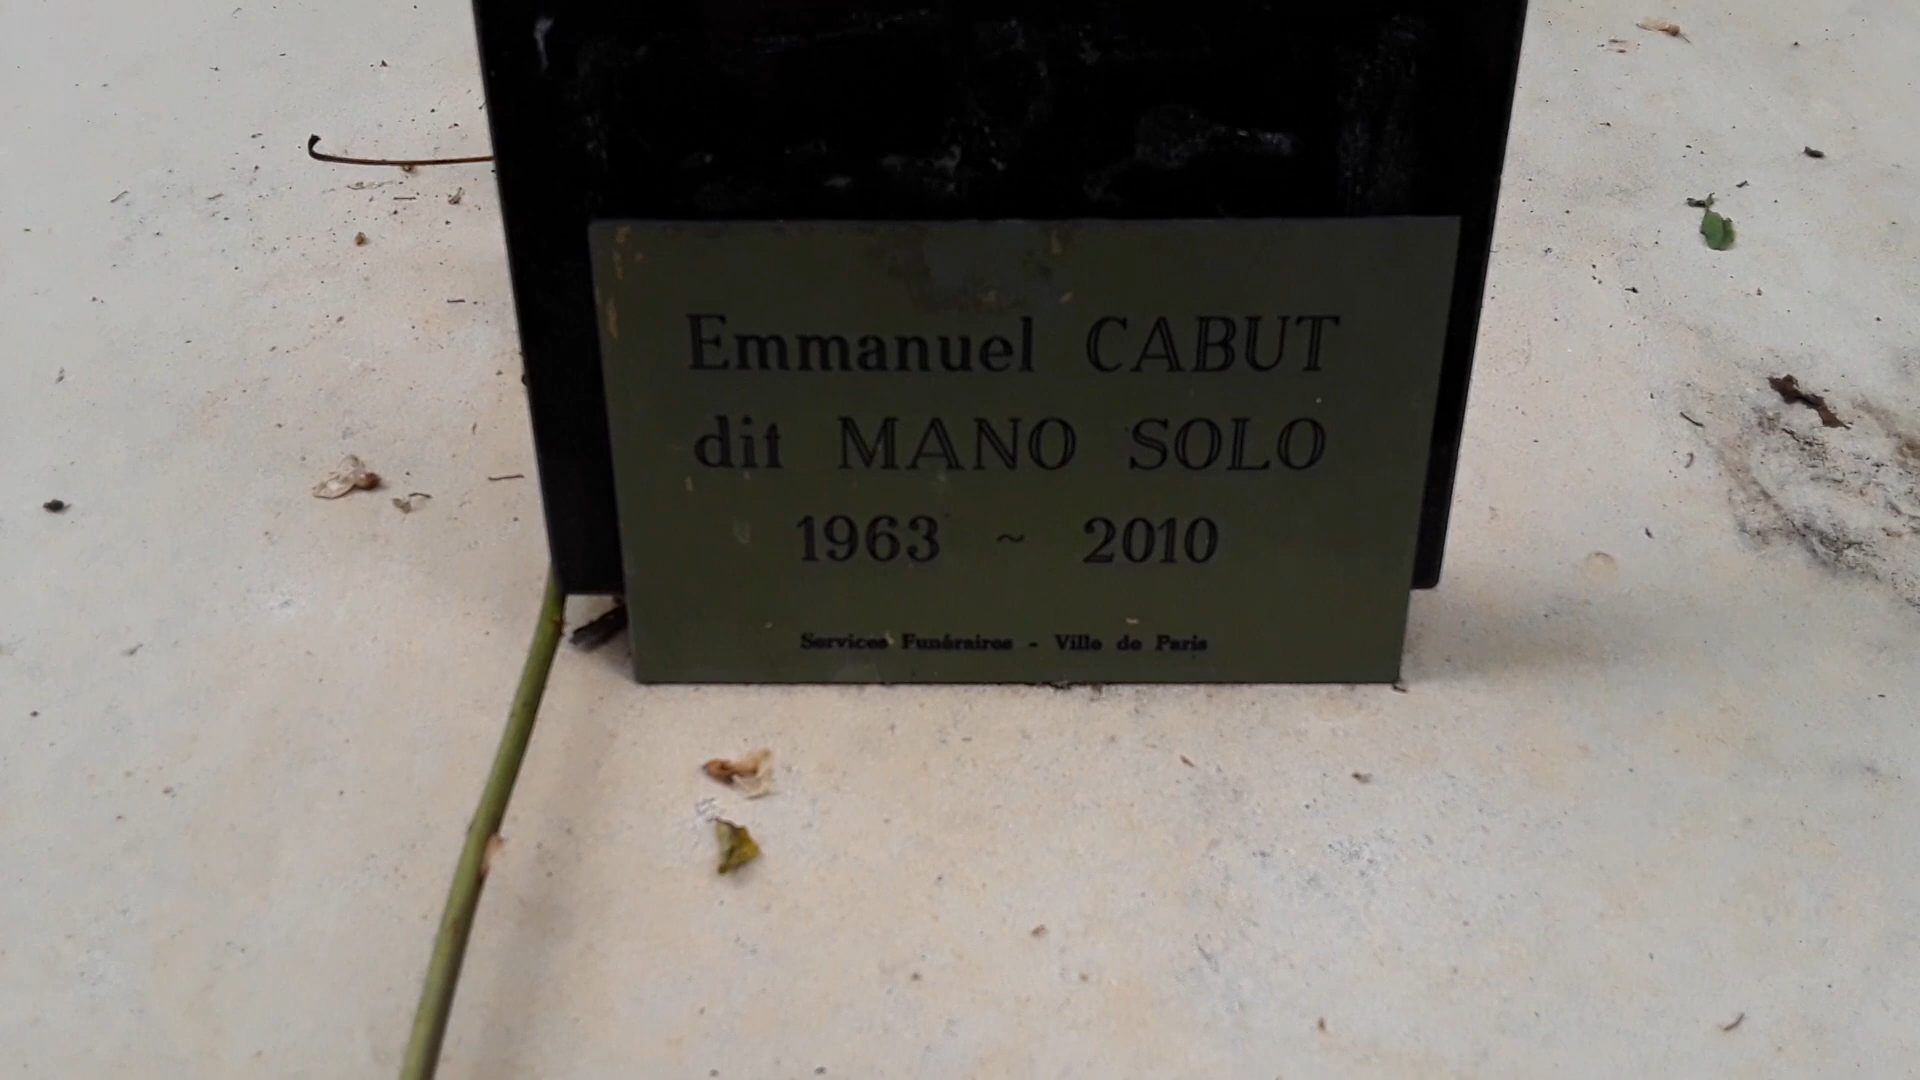 Emmanuel CABUT
dit MANO SOLO
1963 ~ 2010
Services Funéraires - Ville de Paris